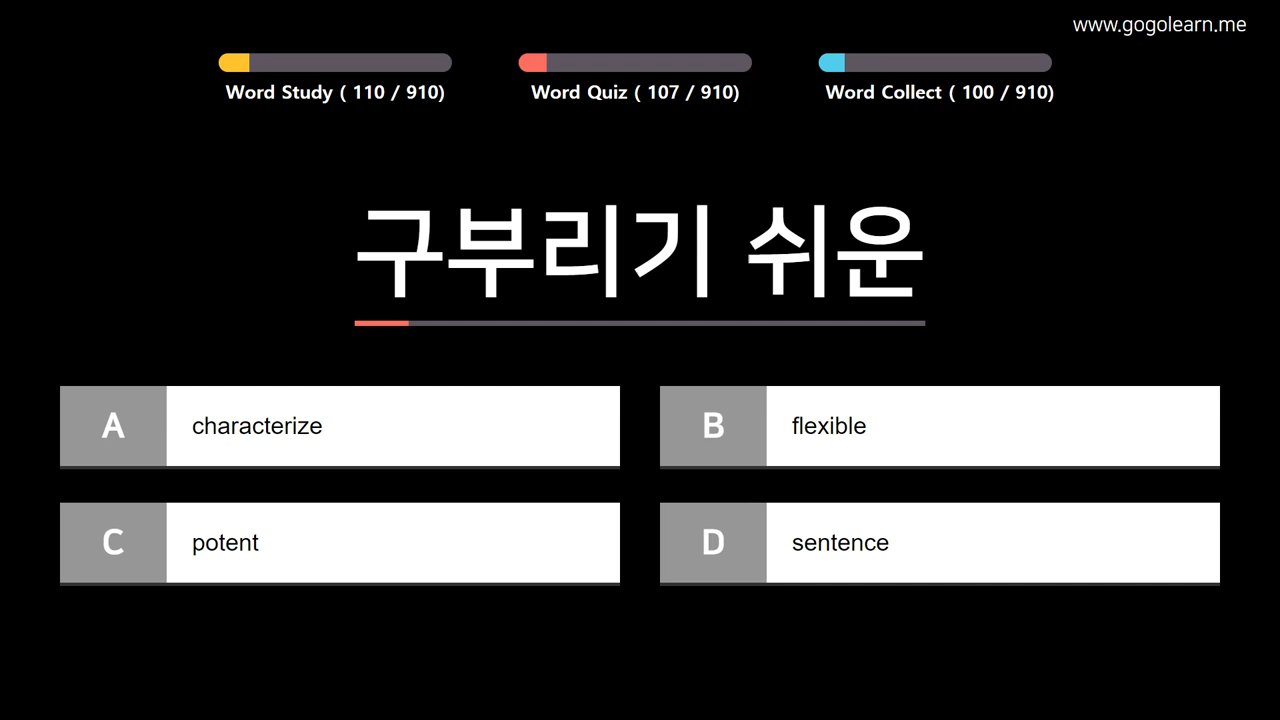 www.gogolearn.me
Word Study ( 110 / 910)
Word Quiz ( 107 / 910)
Word Collect ( 100 / 910)
구부리기 쉬운
A characterize
B flexible
C potent
D sentence